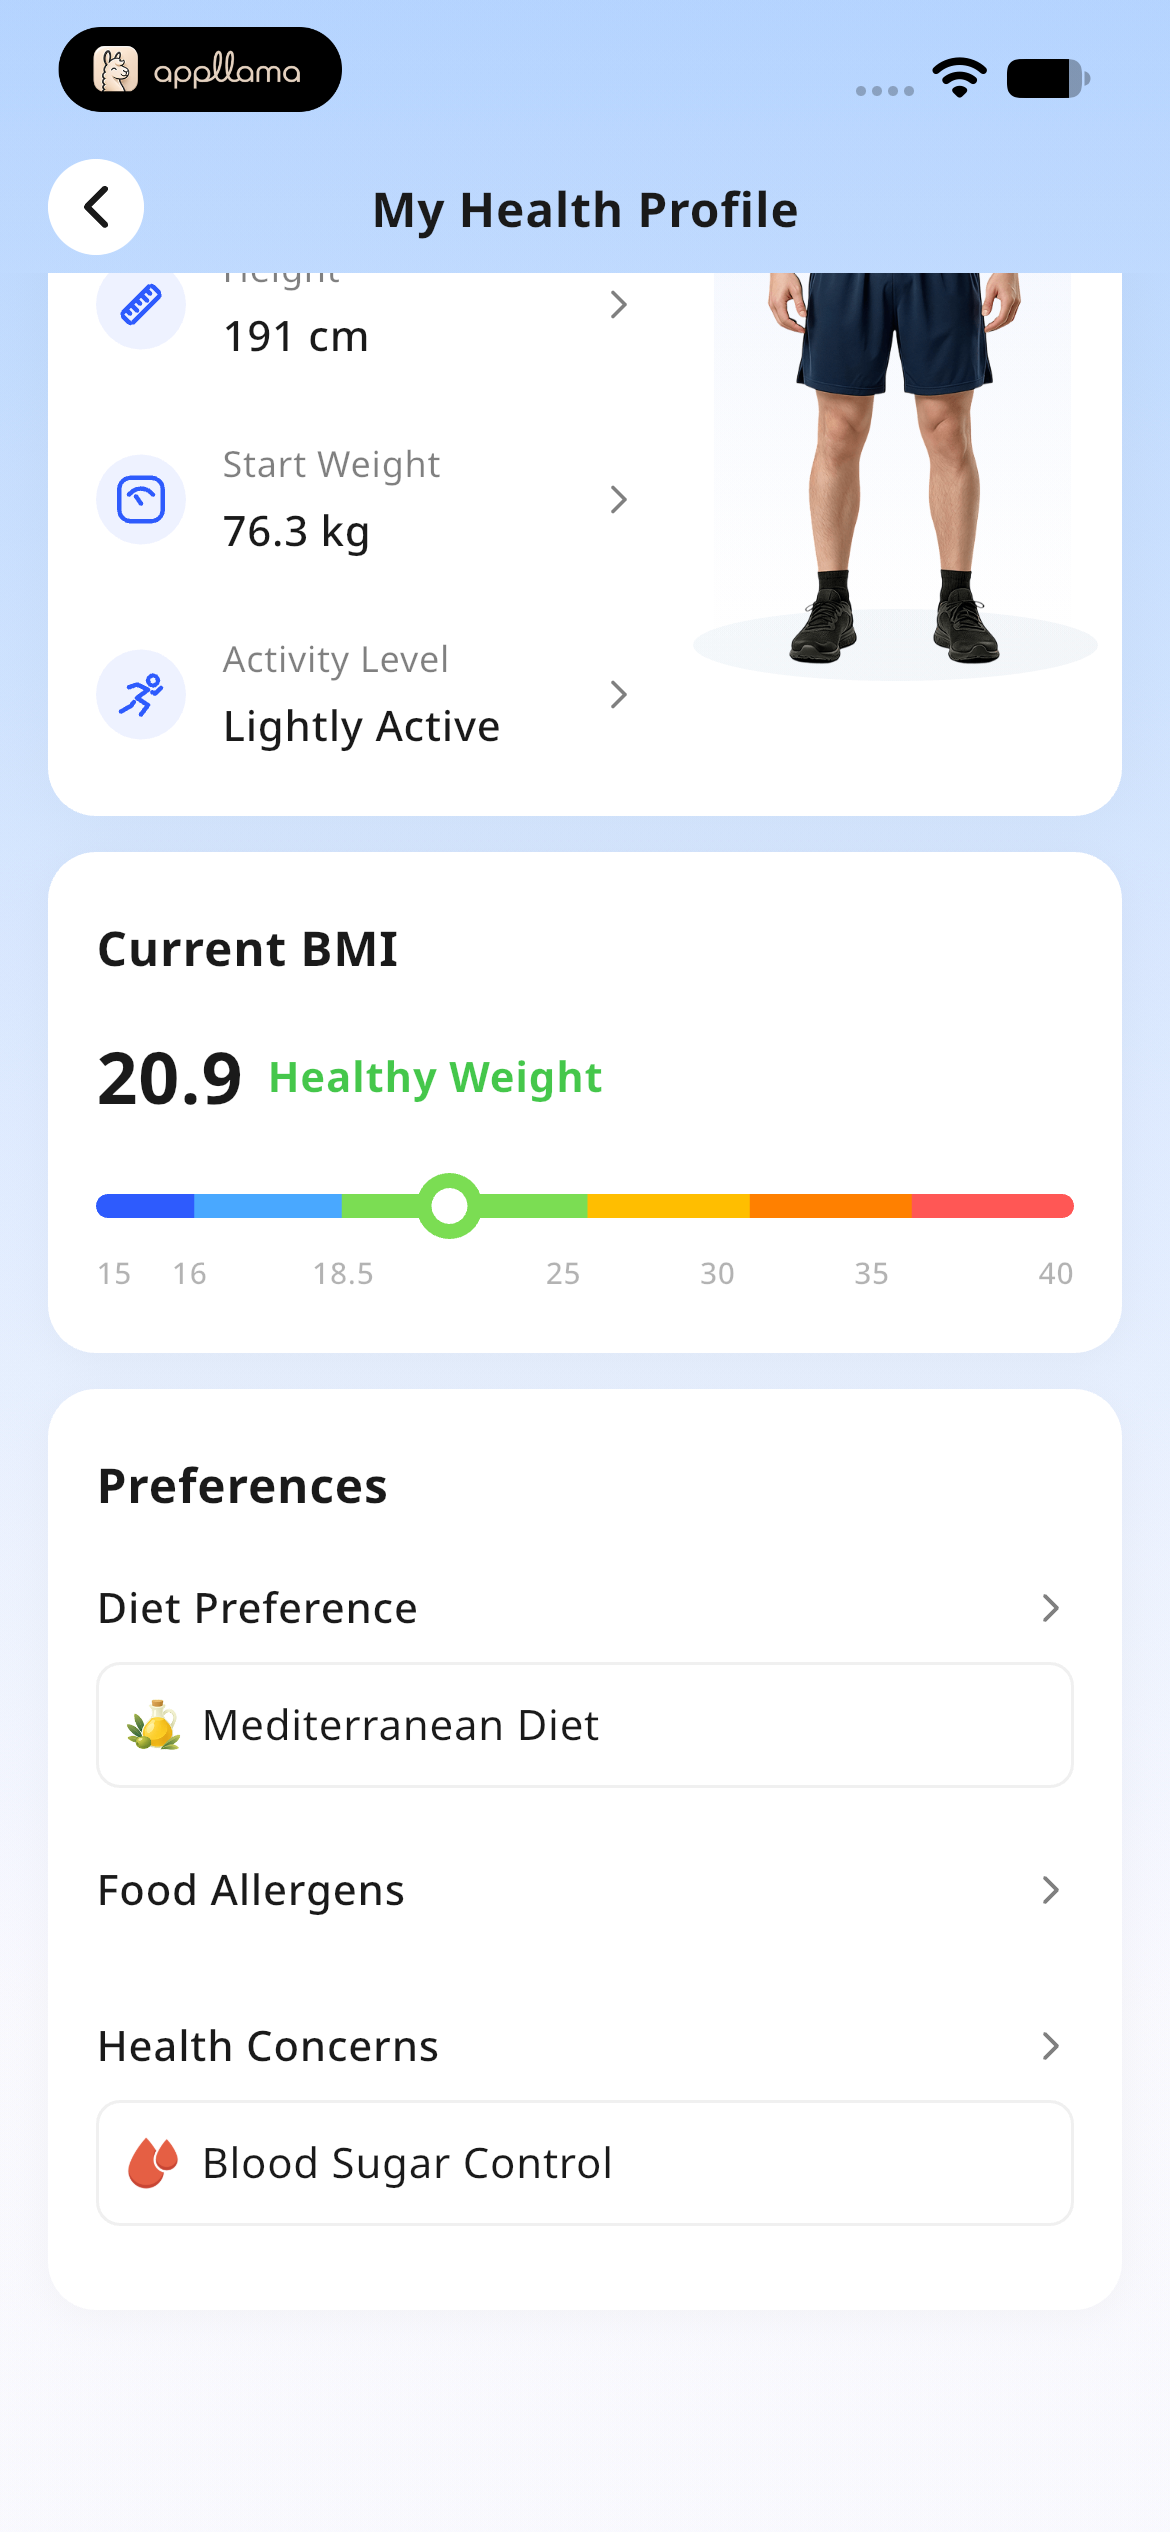 appllama
My Health Profile
Height
191 cm
Start Weight
76.3 kg
Activity Level
Lightly Active
Current BMI
20.9 Healthy Weight
15 16 18.5 25 30 35 40
Preferences
Diet Preference
Mediterranean Diet
Food Allergens
Health Concerns
Blood Sugar Control